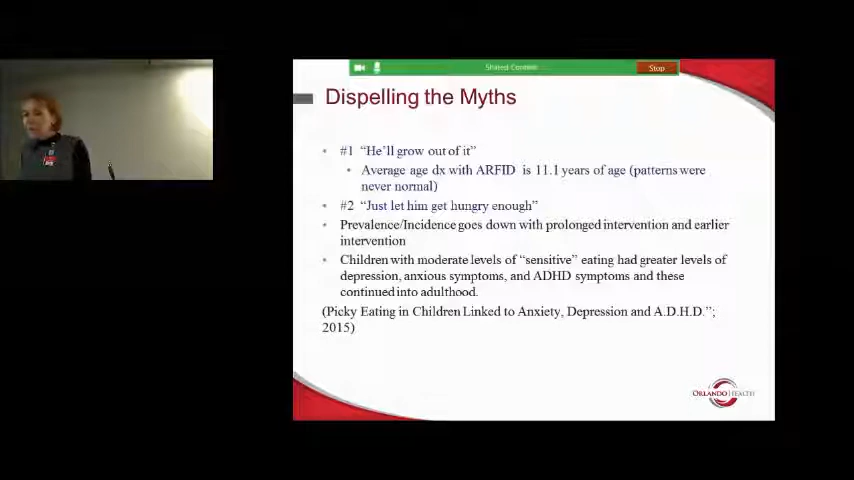 Shared Content
Stop
Dispelling the Myths
#1 “He’ll grow out of it”
Average age dx with ARFID is 11.1 years of age (patterns were
never normal)
#2 “Just let him get hungry enough”
Prevalence/Incidence goes down with prolonged intervention and earlier
intervention
Children with moderate levels of “sensitive” eating had greater levels of
depression, anxious symptoms, and ADHD symptoms and these
continued into adulthood.
(Picky Eating in Children Linked to Anxiety, Depression and A.D.H.D.”;
2015)
ORLANDO HEALTH